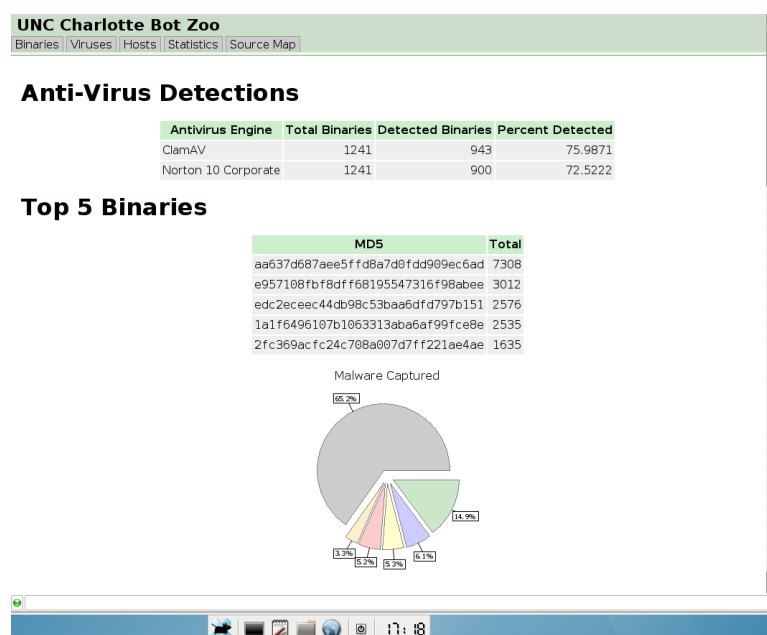 UNC Charlotte Bot Zoo
Binaries Viruses Hosts Statistics Source Map
Anti-Virus Detections
Antivirus Engine Total Binaries Detected Binaries Percent Detected
ClamAV 1241 943 75.9871
Norton 10 Corporate 1241 900 72.5222
Top 5 Binaries
MD5 Total
aa637d687aee5ffd8a7d0fdd909ec6ad 7308
e957108fbf8dff68195547316f98abee 3012
edc2eceec44db98c53baa6dfd797b151 2576
1a1f6496107b1063313aba6af99fce8e 2535
2fc369acfc24c708a007d7ff221ae4ae 1635
Malware Captured
65.2%
14.9%
3.3%
5.2%
5.3%
6.1%
17:18